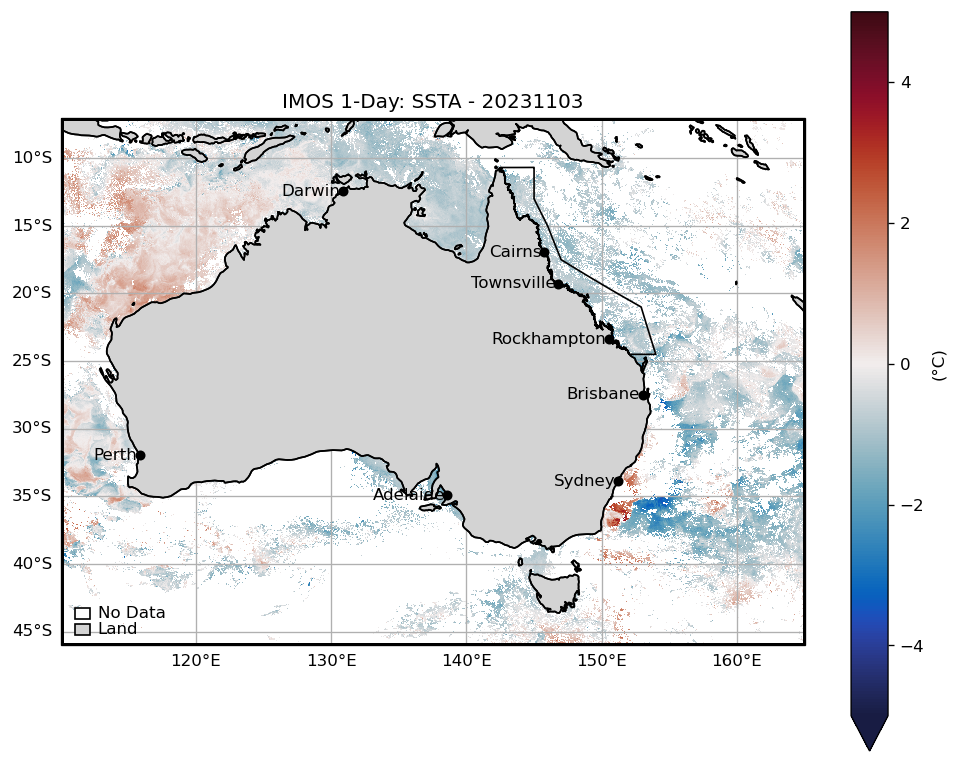 IMOS 1-Day: SSTA - 20231103
10°S
15°S
20°S
25°S
30°S
35°S
40°S
45°S
120°E
130°E
140°E
150°E
160°E
Darwin
Cairns
Townsville
Rockhampton
Brisbane
Perth
Sydney
Adelaide
No Data
Land
4
2
0
−2
−4
(°C)